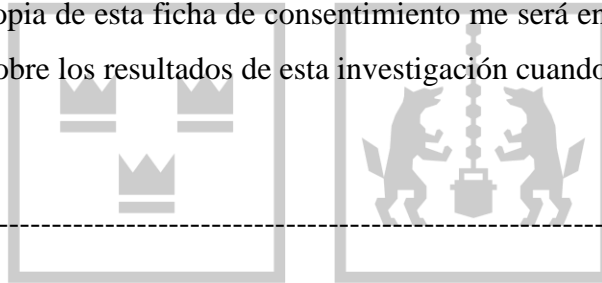 opia de esta ficha de consentimiento me será en
obre los resultados de esta investigación cuando
--------------------------------------------------------------